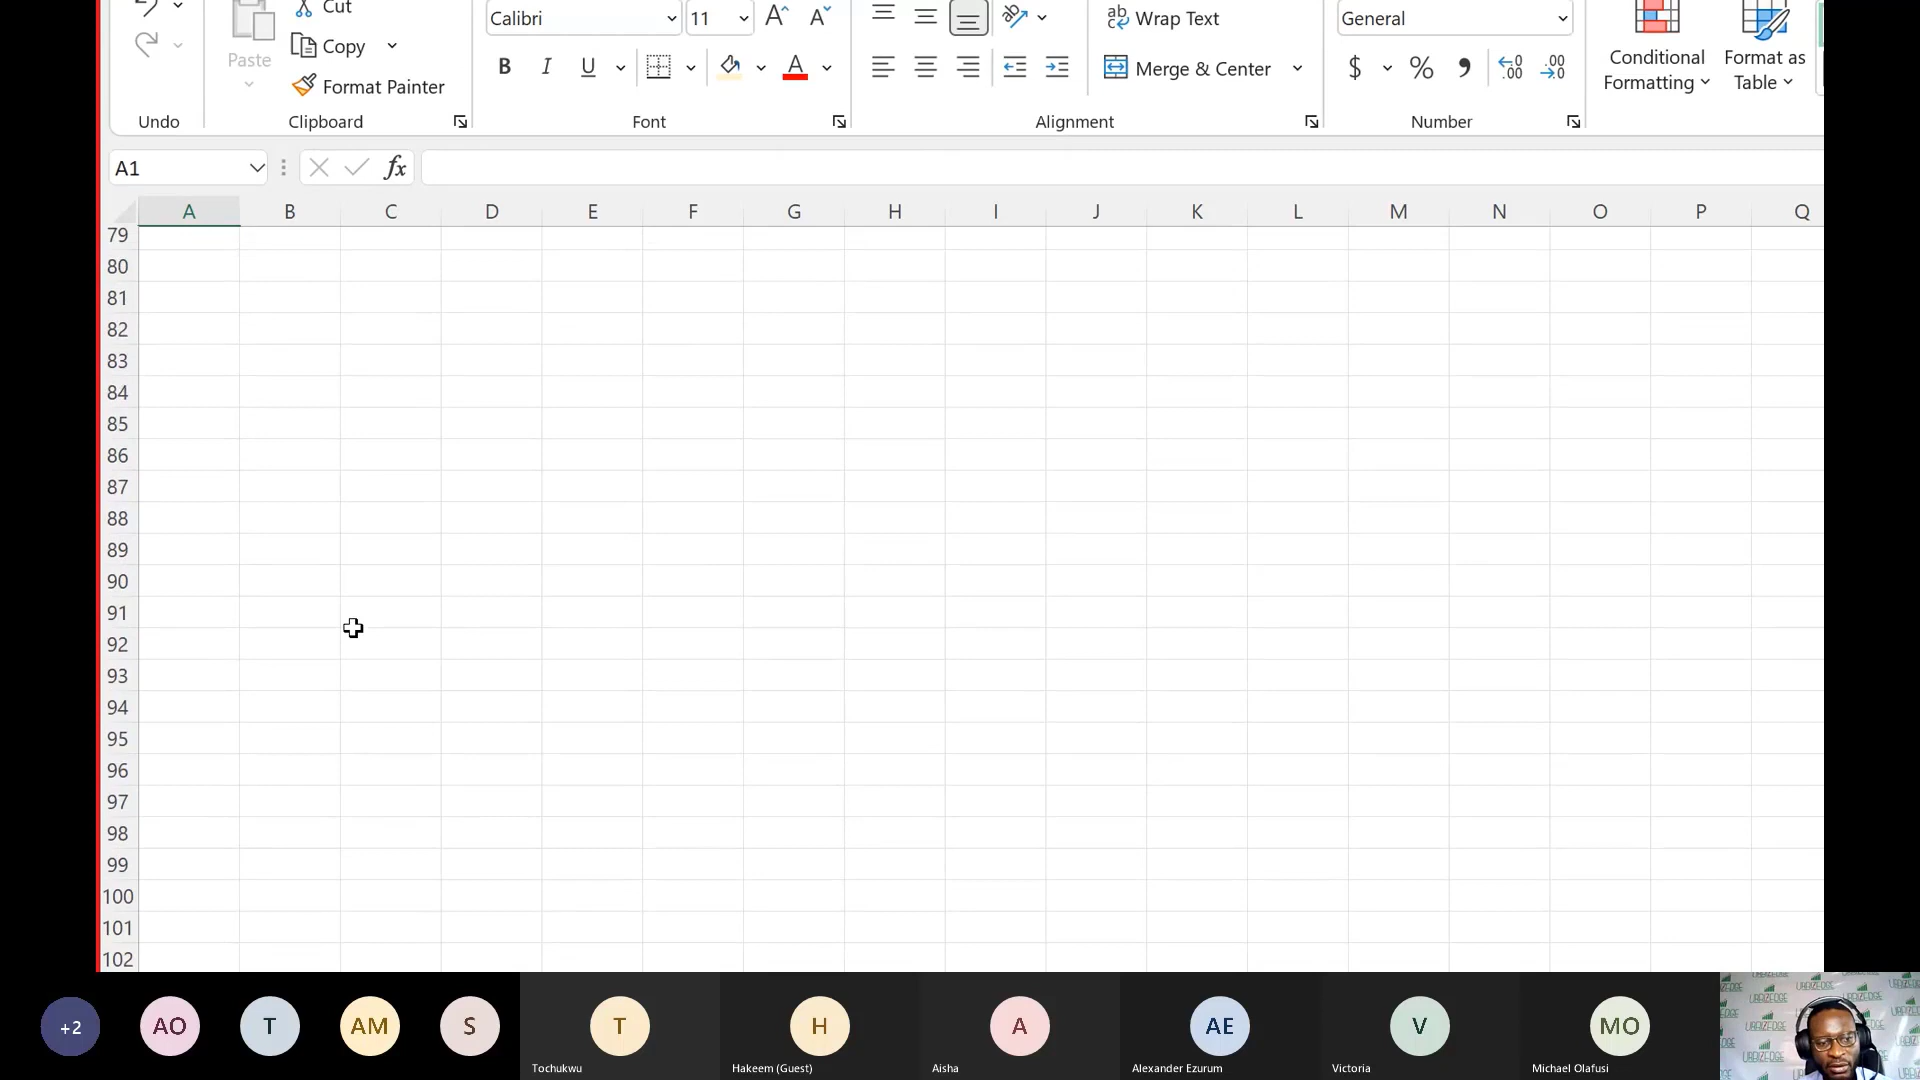 Cut
Calibri
11
Wrap Text
General
Paste
Copy
Format Painter
B I U
A
Merge & Center
$ % ,
Conditional
Formatting
Format as
Table
Undo
Clipboard
Font
Alignment
Number
A1
fx
A B C D E F G H I J K L M N O P Q
79
80
81
82
83
84
85
86
87
88
89
90
91
92
93
94
95
96
97
98
99
100
101
102
+2
AO
T
AM
S
T
H
A
AE
V
MO
Tochukwu
Hakeem (Guest)
Aisha
Alexander Ezurum
Victoria
Michael Olafusi
URBIZEDGE